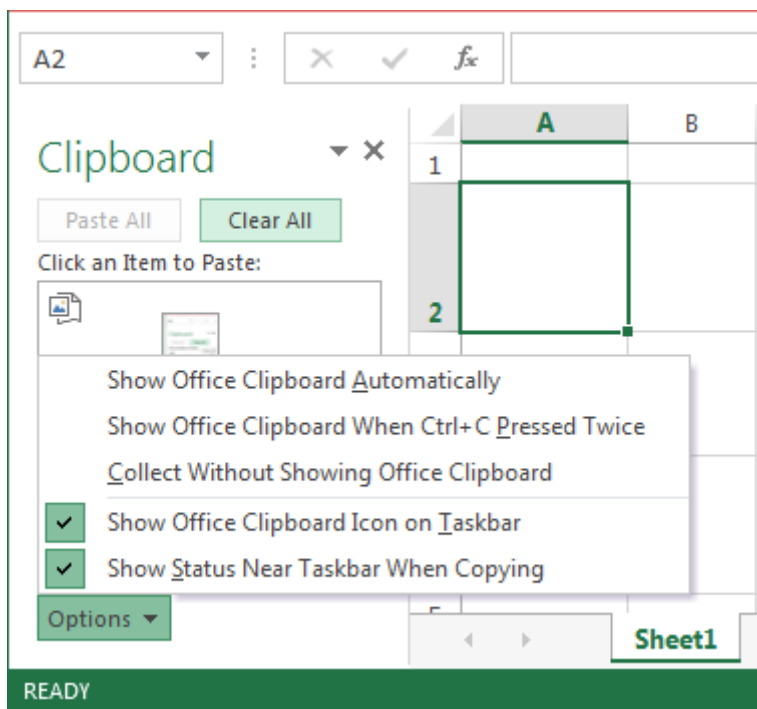 A2
fx
Clipboard
Paste All Clear All
Click an Item to Paste:
A B
1
2
Show Office Clipboard Automatically
Show Office Clipboard When Ctrl+C Pressed Twice
Collect Without Showing Office Clipboard
Show Office Clipboard Icon on Taskbar
Show Status Near Taskbar When Copying
Options
Sheet1
READY